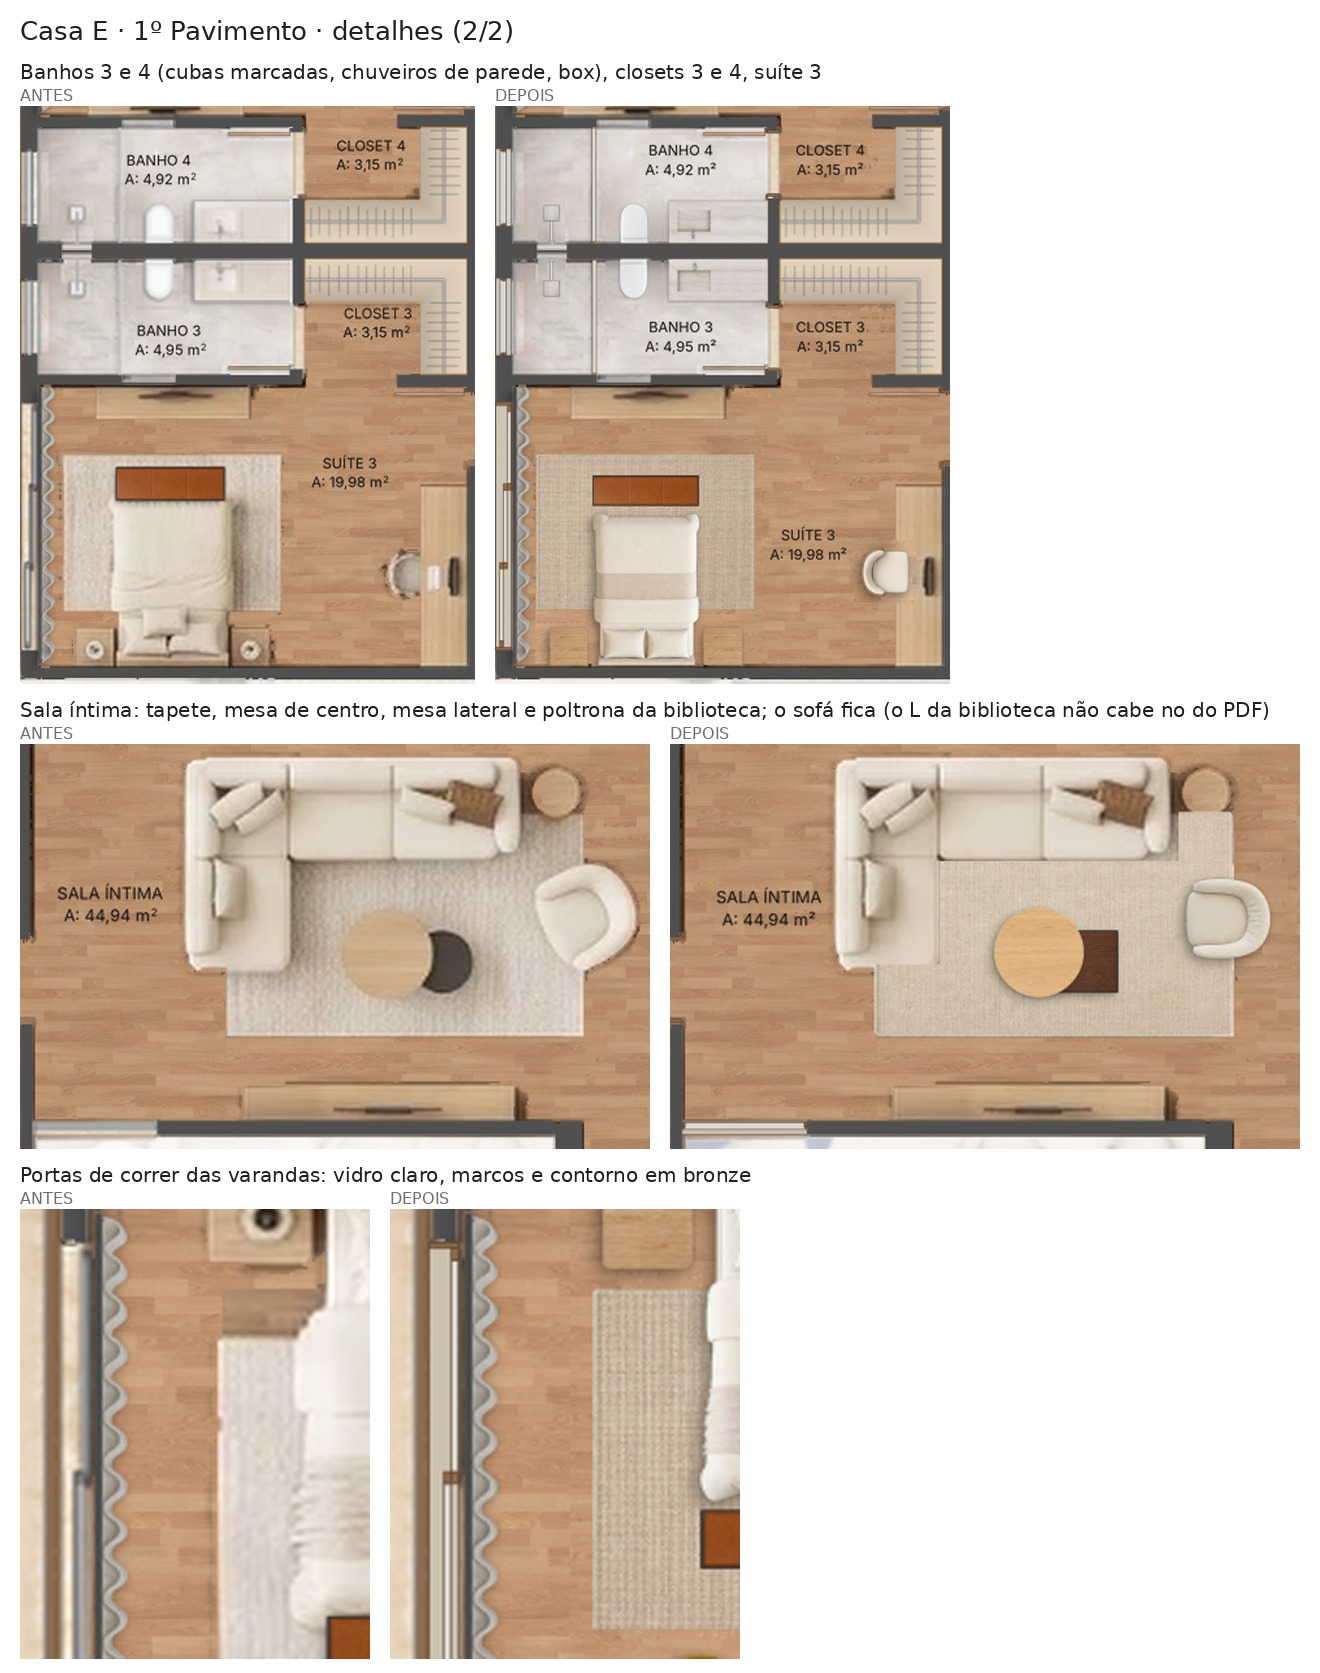 Casa E · 1º Pavimento · detalhes (2/2)
Banhos 3 e 4 (cubas marcadas, chuveiros de parede, box), closets 3 e 4, suíte 3
ANTES
DEPOIS
BANHO 4
A: 4,92 m²
CLOSET 4
A: 3,15 m²
BANHO 3
A: 4,95 m²
CLOSET 3
A: 3,15 m²
SUÍTE 3
A: 19,98 m²
BANHO 4
A: 4,92 m²
CLOSET 4
A: 3,15 m²
BANHO 3
A: 4,95 m²
CLOSET 3
A: 3,15 m²
SUÍTE 3
A: 19,98 m²
Sala íntima: tapete, mesa de centro, mesa lateral e poltrona da biblioteca; o sofá fica (o L da biblioteca não cabe no do PDF)
ANTES
DEPOIS
SALA ÍNTIMA
A: 44,94 m²
SALA ÍNTIMA
A: 44,94 m²
Portas de correr das varandas: vidro claro, marcos e contorno em bronze
ANTES
DEPOIS